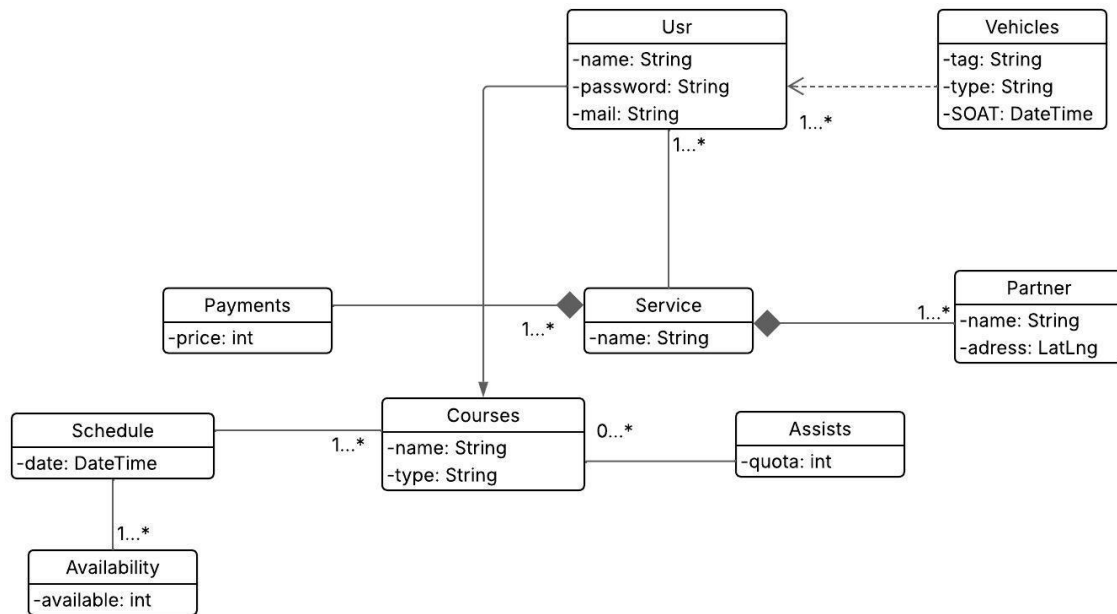 Usr
-name: String
-password: String
-mail: String
Vehicles
-tag: String
-type: String
-SOAT: DateTime
1...*
1...*
Payments
-price: int
1...*
Service
-name: String
1...*
Partner
-name: String
-adress: LatLng
Schedule
-date: DateTime
1...*
Courses
-name: String
-type: String
0...*
Assists
-quota: int
1...*
Availability
-available: int